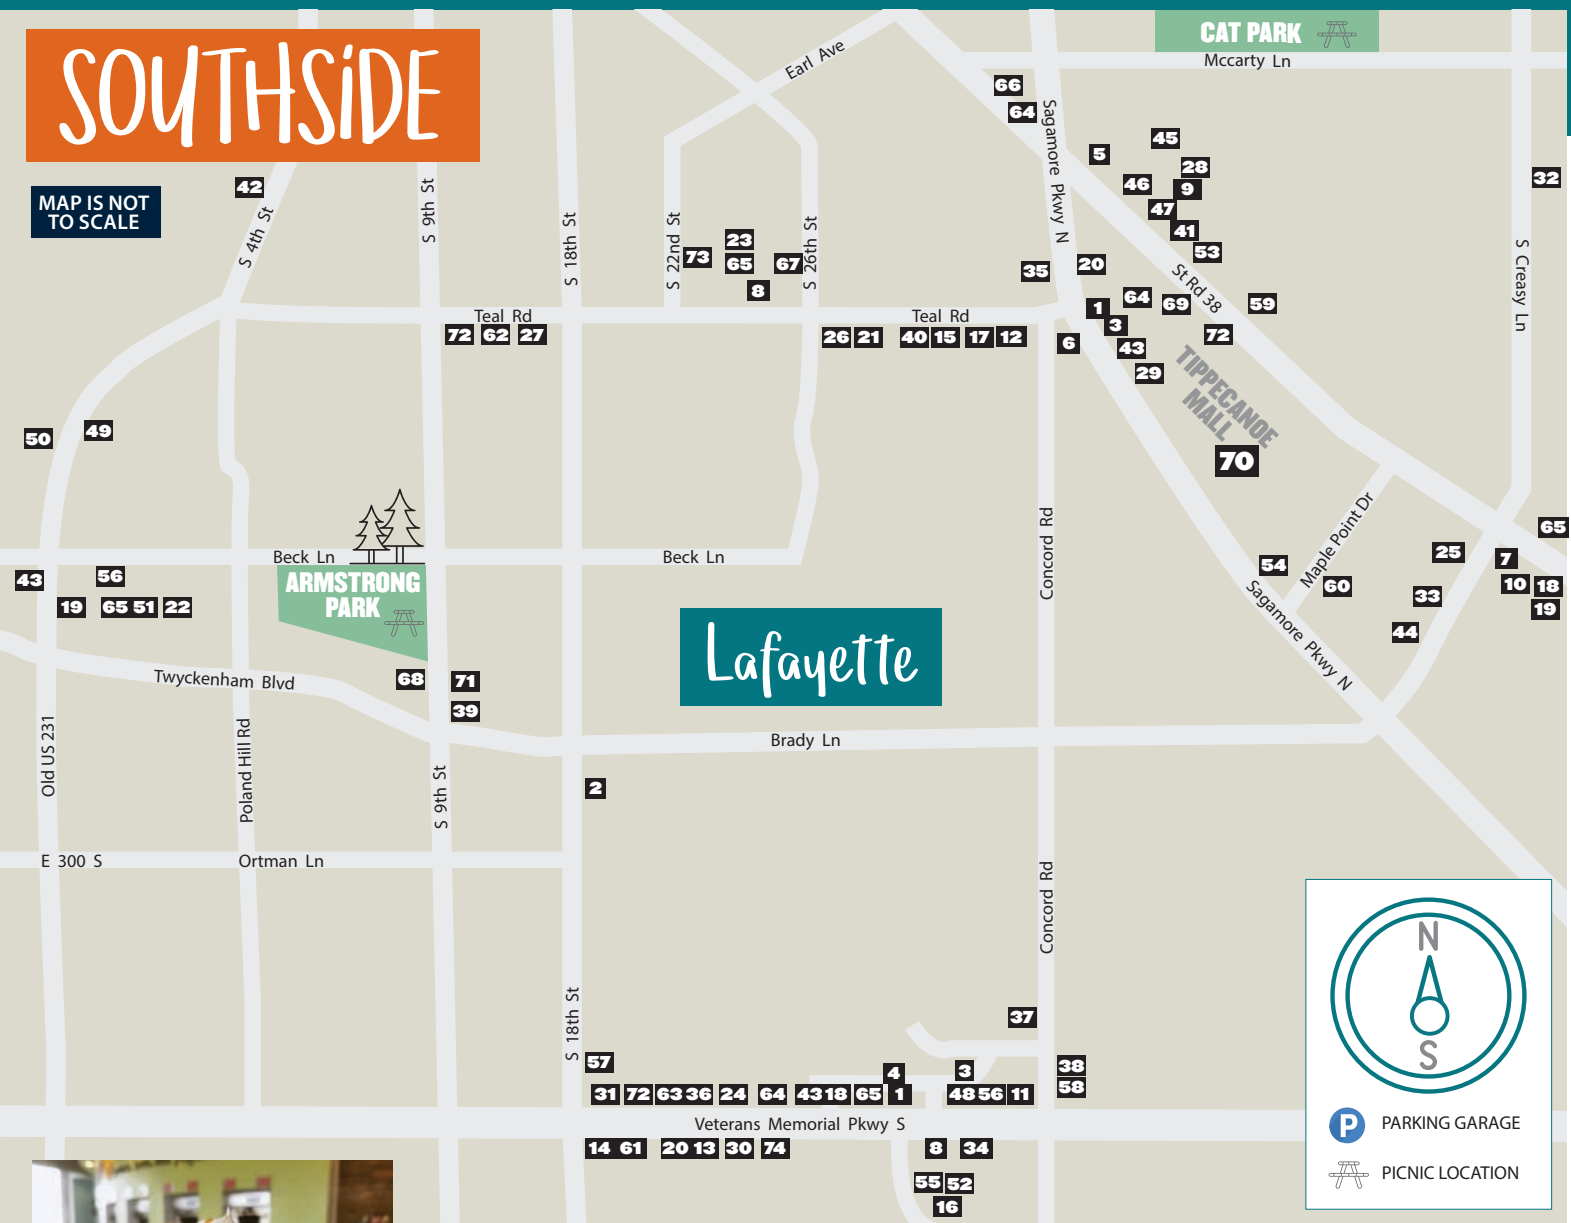 CAT PARK
Mccarty Ln
Earl Ave
SOUTHSiDE
MAP IS NOT
TO SCALE
66
64
Sagamore Pkwy N
5
45
28
46
9
47
41
53
32
42
S 4th St
S 9th St
S 18th St
S 22nd St
73
23
65
67
8
S 26th St
35
20
St Rd 38
S Creasy Ln
1
64
69
59
3
72
6
43
29
Teal Rd
Teal Rd
72 62 27
26 21 40 15 17 12
TIPPECANOE
MALL
70
50
49
Beck Ln
Beck Ln
Concord Rd
Maple Point Dr
65
25
7
54
60
10 18
33
19
44
Sagamore Pkwy N
43
56
19 65 51 22
ARMSTRONG
PARK
Lafayette
Twyckenham Blvd
68
71
39
Brady Ln
Old US 231
Poland Hill Rd
S 9th St
2
E 300 S
Ortman Ln
Concord Rd
S 18th St
37
57
4
3
38
58
31 72 63 36 24 64 43 18 65 1 48 56 11
Veterans Memorial Pkwy S
14 61 20 13 30 74 8 34
55 52
16
N
S
P PARKING GARAGE
PICNIC LOCATION